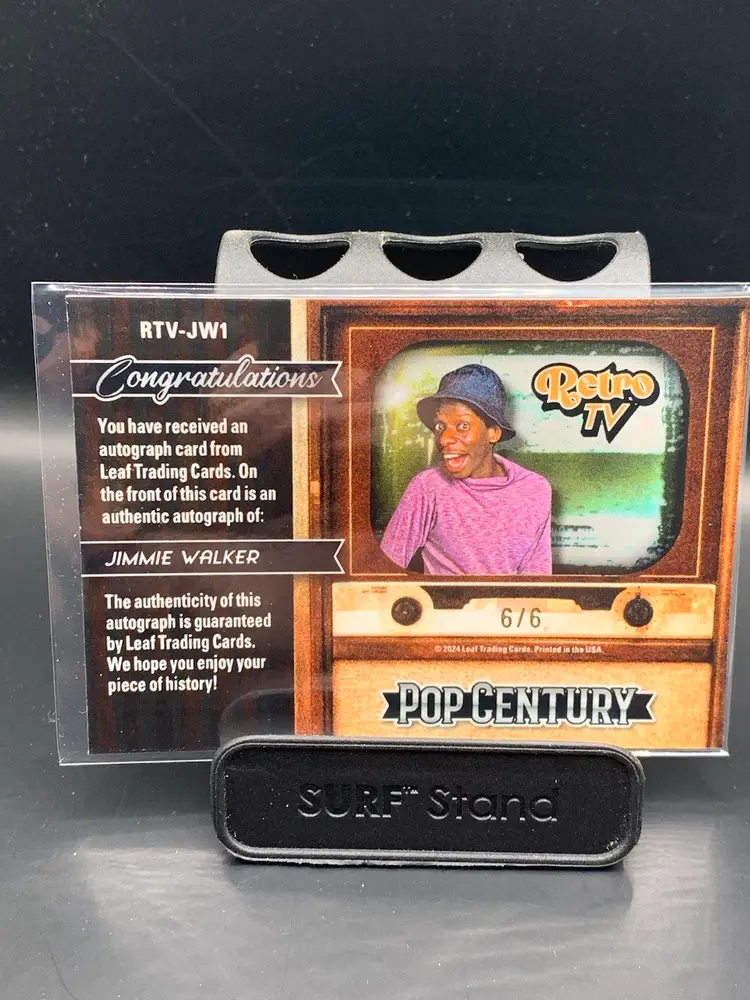 RTV-JW1
Congratulations
You have received an
autograph card from
Leaf Trading Cards. On
the front of this card is an
authentic autograph of:
JIMMIE WALKER
The authenticity of this
autograph is guaranteed
by Leaf Trading Cards.
We hope you enjoy your
piece of history!
Retro
TV
6/6
© 2024 Leaf Trading Cards. Printed in the USA.
POP CENTURY
SURF™ Stand